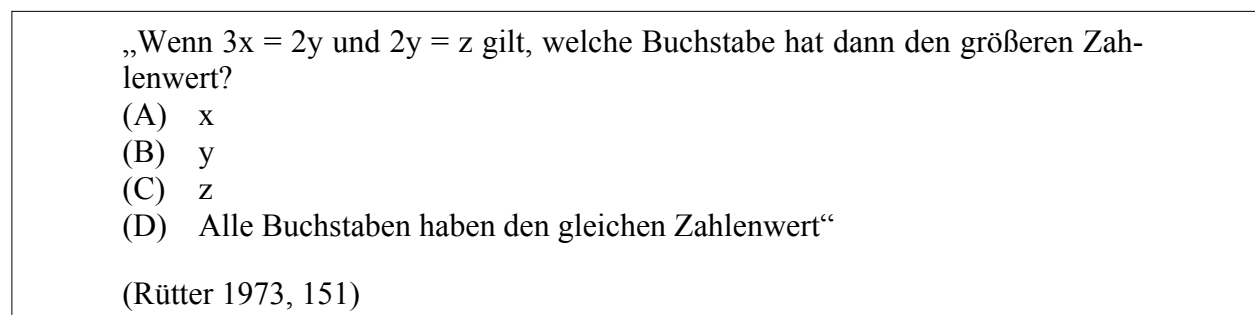 „Wenn 3x = 2y und 2y = z gilt, welche Buchstabe hat dann den größeren Zah-
lenwert?
(A) x
(B) y
(C) z
(D) Alle Buchstaben haben den gleichen Zahlenwert“
(Rütter 1973, 151)